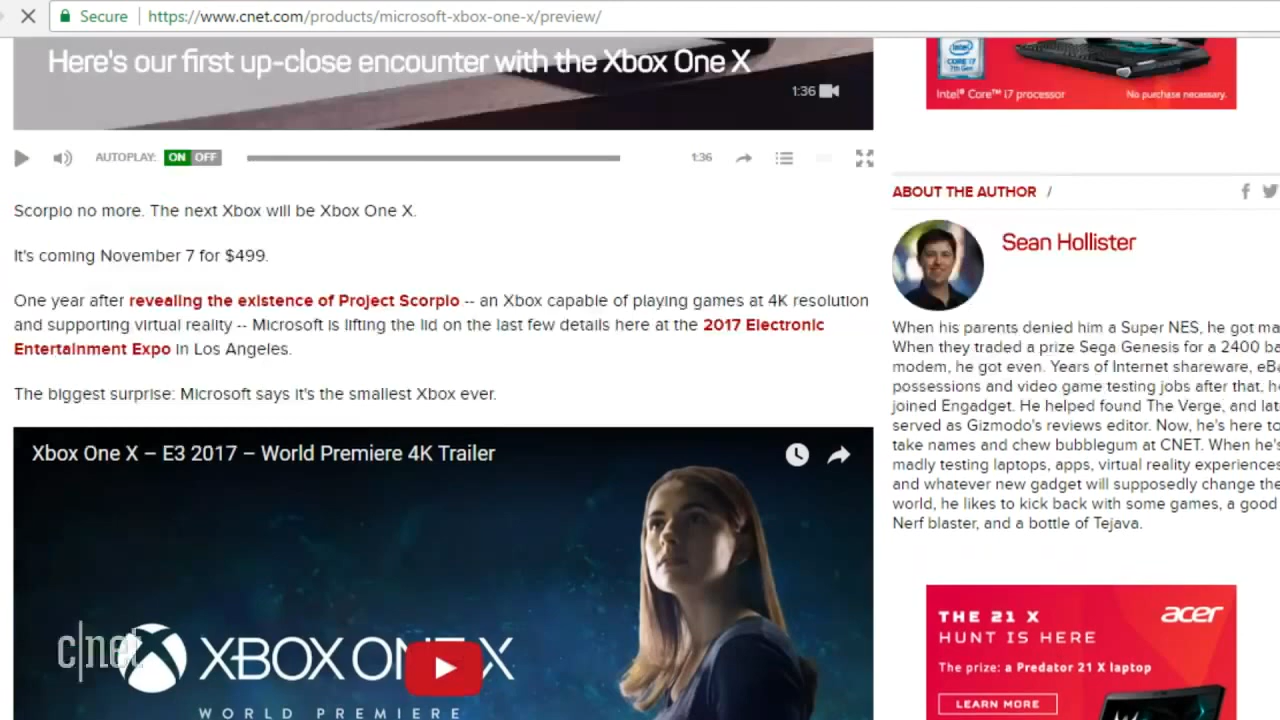 Secure
https://www.cnet.com/products/microsoft-xbox-one-x/preview/
Here's our first up-close encounter with the Xbox One X
1:36
AUTOPLAY: ON OFF
1:36
Scorpio no more. The next Xbox will be Xbox One X.
It's coming November 7 for $499.
One year after revealing the existence of Project Scorpio -- an Xbox capable of playing games at 4K resolution
and supporting virtual reality -- Microsoft is lifting the lid on the last few details here at the 2017 Electronic
Entertainment Expo in Los Angeles.
The biggest surprise: Microsoft says it's the smallest Xbox ever.
Xbox One X – E3 2017 – World Premiere 4K Trailer
c|net
XBOX ONE X
WORLD PREMIERE
intel
CORE i7
7th Gen
Intel® Core™ i7 processor
No purchase necessary.
ABOUT THE AUTHOR /
Sean Hollister
When his parents denied him a Super NES, he got ma
When they traded a prize Sega Genesis for a 2400 ba
modem, he got even. Years of Internet shareware, eBa
possessions and video game testing jobs after that, he
joined Engadget. He helped found The Verge, and lat
served as Gizmodo's reviews editor. Now, he's here to
take names and chew bubblegum at CNET. When he's
madly testing laptops, apps, virtual reality experiences
and whatever new gadget will supposedly change the
world, he likes to kick back with some games, a good
Nerf blaster, and a bottle of Tejava.
THE 21 X
HUNT IS HERE
acer
The prize: a Predator 21 X laptop
LEARN MORE